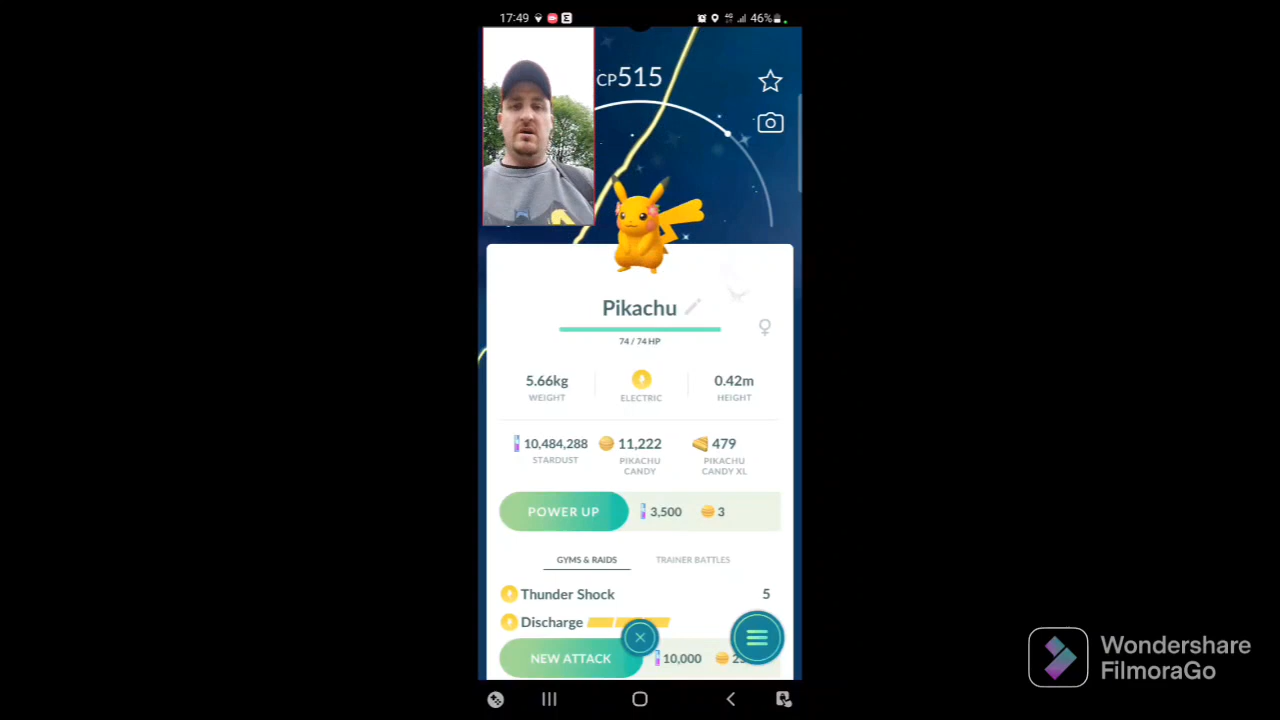 17:49
46%
CP515
Pikachu
74 / 74 HP
5.66kg
WEIGHT
ELECTRIC
0.42m
HEIGHT
10,484,288
STARDUST
11,222
PIKACHU
CANDY
479
PIKACHU
CANDY XL
POWER UP
3,500
3
GYMS & RAIDS
TRAINER BATTLES
Thunder Shock
5
Discharge
NEW ATTACK
10,000
Wondershare
FilmoraGo